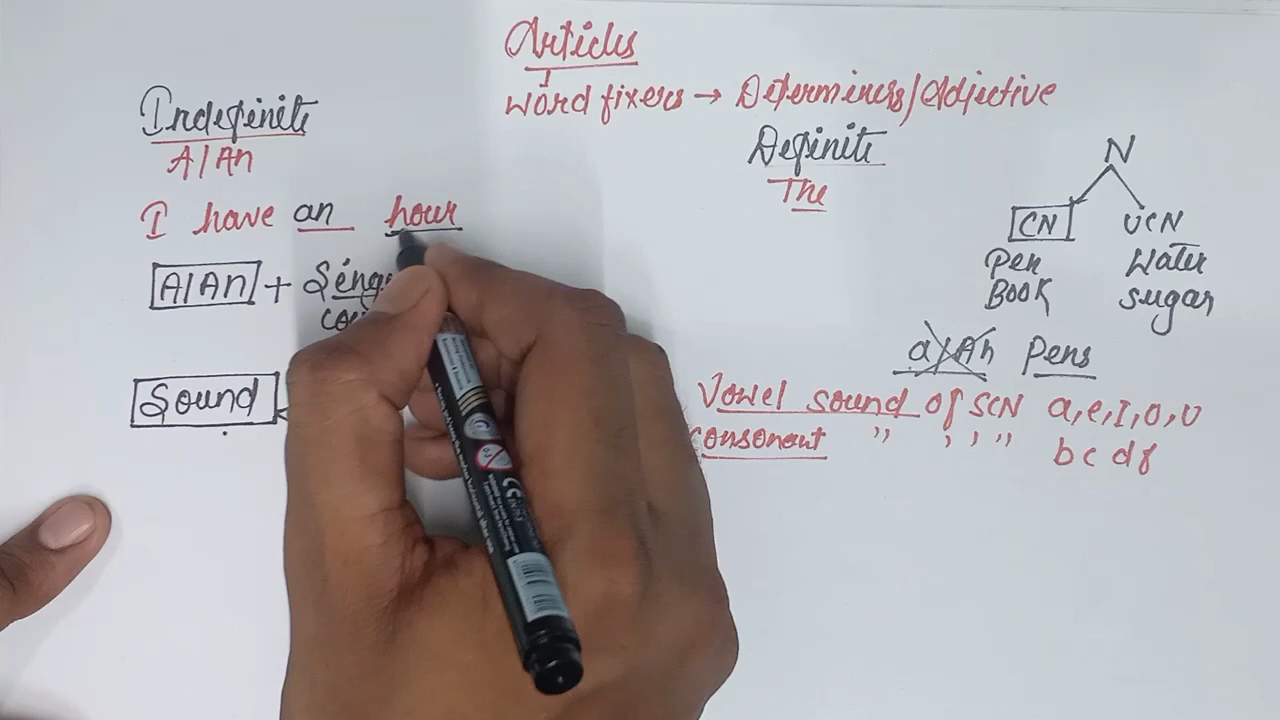 Articles
Word fixers → Determiners/Adjective
Indefinite
A/An
Definite
The
I have an hour
A/An +
Sound
N
CN
UCN
Pen
Water
Book
Sugar
a/An Pens
Vowel sound of SCN a, e, I, O, U
consonant " " " b c d f